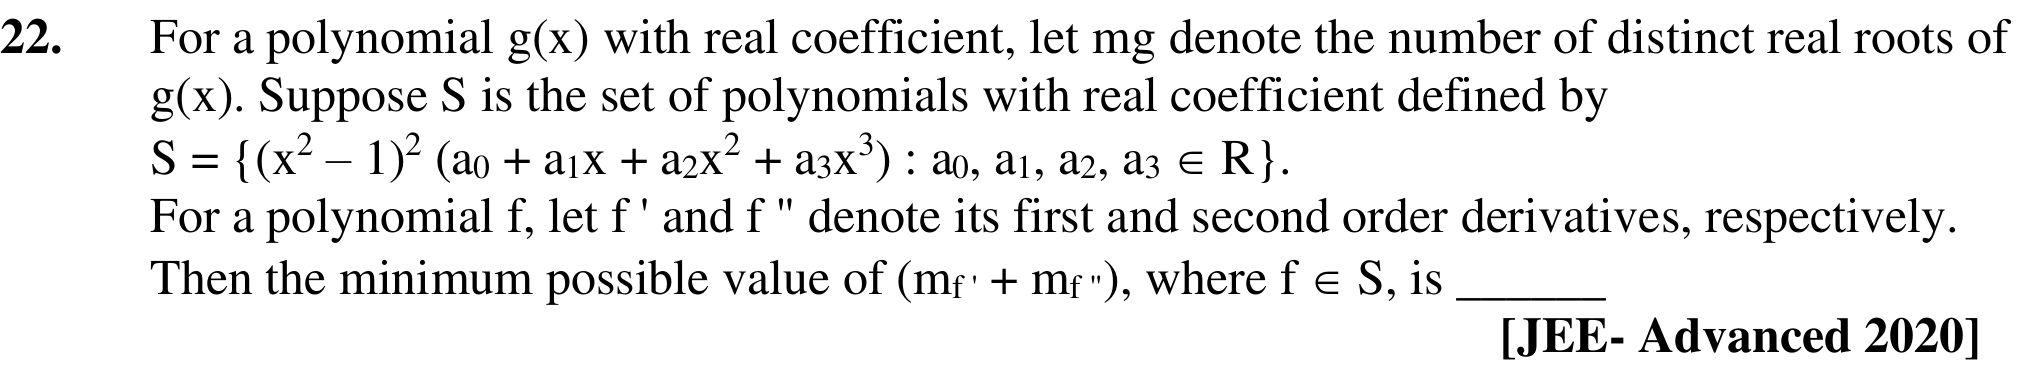 22. For a polynomial g(x) with real coefficient, let mg denote the number of distinct real roots of
g(x). Suppose S is the set of polynomials with real coefficient defined by
S = {(x² – 1)² (a₀ + a₁x + a₂x² + a₃x³) : a₀, a₁, a₂, a₃ ∈ R}.
For a polynomial f, let f ' and f " denote its first and second order derivatives, respectively.
Then the minimum possible value of (m_f ' + m_f "), where f ∈ S, is ______
[JEE- Advanced 2020]